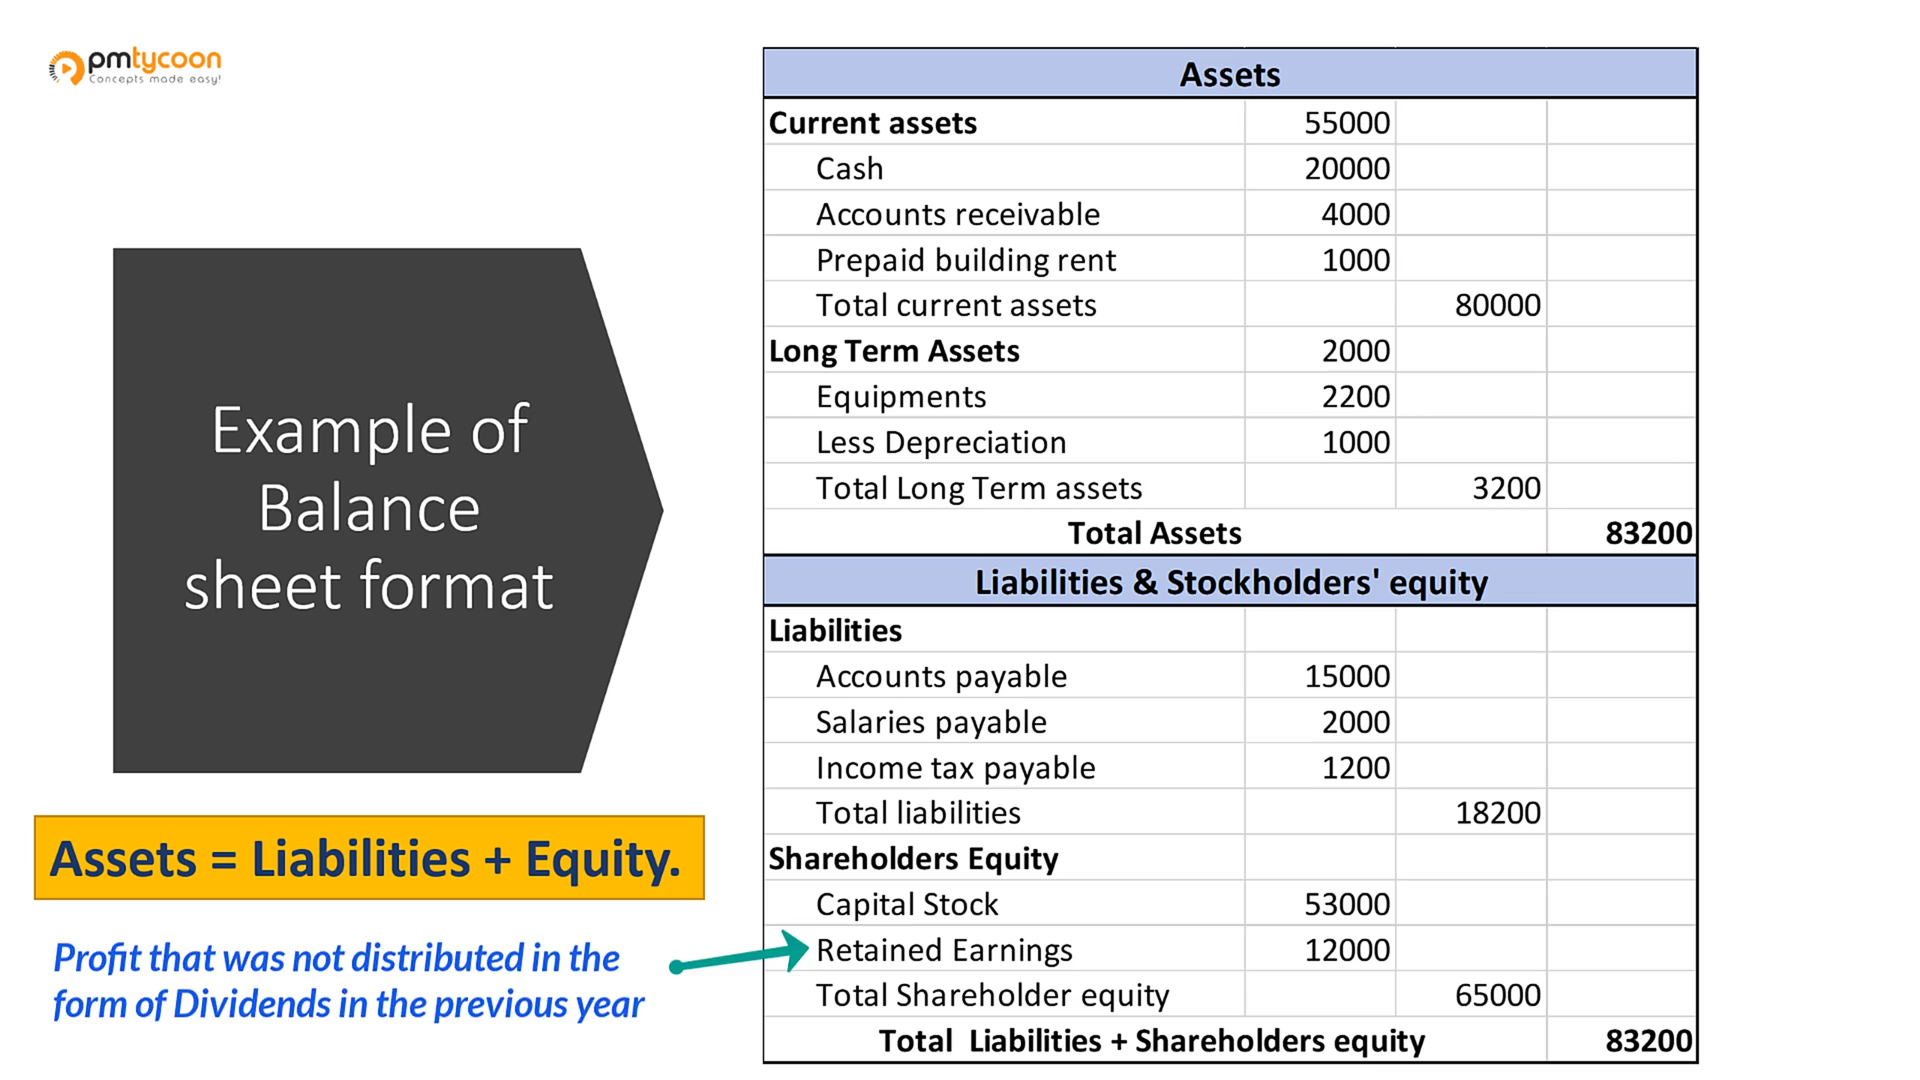 pmtycoon
Concepts made easy!
Example of
Balance
sheet format
Assets = Liabilities + Equity.
Profit that was not distributed in the
form of Dividends in the previous year
Assets
Current assets 55000
Cash 20000
Accounts receivable 4000
Prepaid building rent 1000
Total current assets 80000
Long Term Assets 2000
Equipments 2200
Less Depreciation 1000
Total Long Term assets 3200
Total Assets 83200
Liabilities & Stockholders' equity
Liabilities
Accounts payable 15000
Salaries payable 2000
Income tax payable 1200
Total liabilities 18200
Shareholders Equity
Capital Stock 53000
Retained Earnings 12000
Total Shareholder equity 65000
Total Liabilities + Shareholders equity 83200